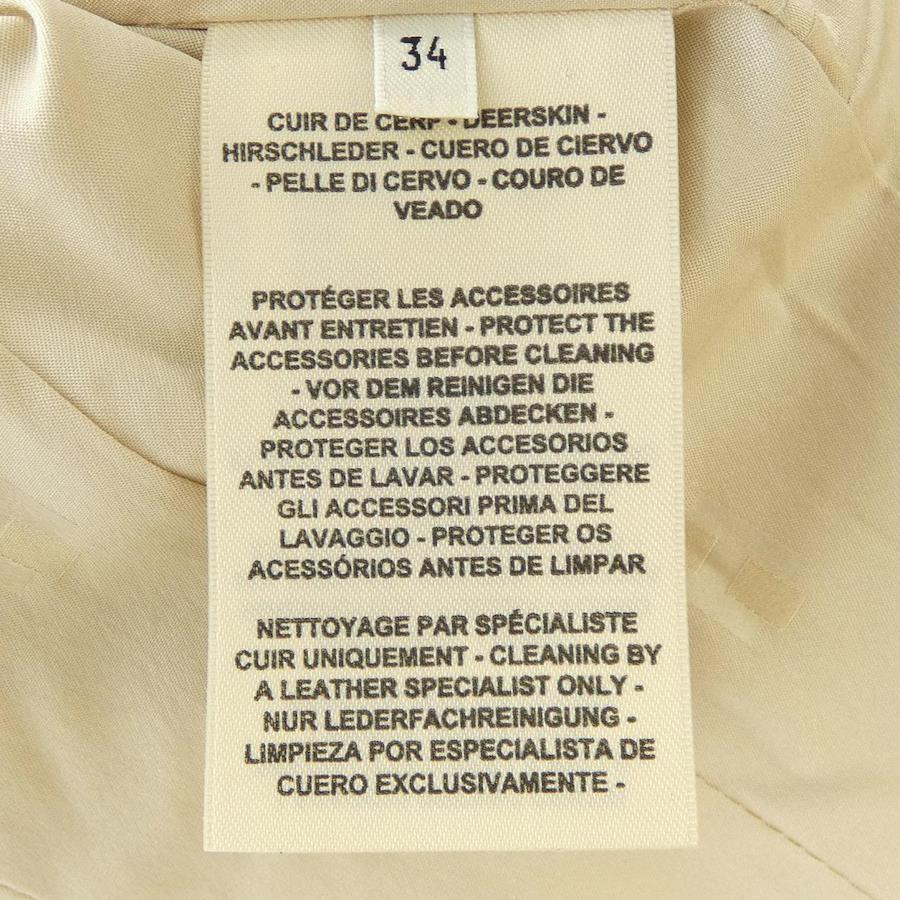 34
CUIR DE CERF - DEERSKIN -
HIRSCHLEDER - CUERO DE CIERVO
- PELLE DI CERVO - COURO DE
VEADO
PROTÉGER LES ACCESSOIRES
AVANT ENTRETIEN - PROTECT THE
ACCESSORIES BEFORE CLEANING
- VOR DEM REINIGEN DIE
ACCESSOIRES ABDECKEN -
PROTEGER LOS ACCESORIOS
ANTES DE LAVAR - PROTEGGERE
GLI ACCESSORI PRIMA DEL
LAVAGGIO - PROTEGER OS
ACESSÓRIOS ANTES DE LIMPAR
NETTOYAGE PAR SPÉCIALISTE
CUIR UNIQUEMENT - CLEANING BY
A LEATHER SPECIALIST ONLY -
NUR LEDERFACHREINIGUNG -
LIMPIEZA POR ESPECIALISTA DE
CUERO EXCLUSIVAMENTE -